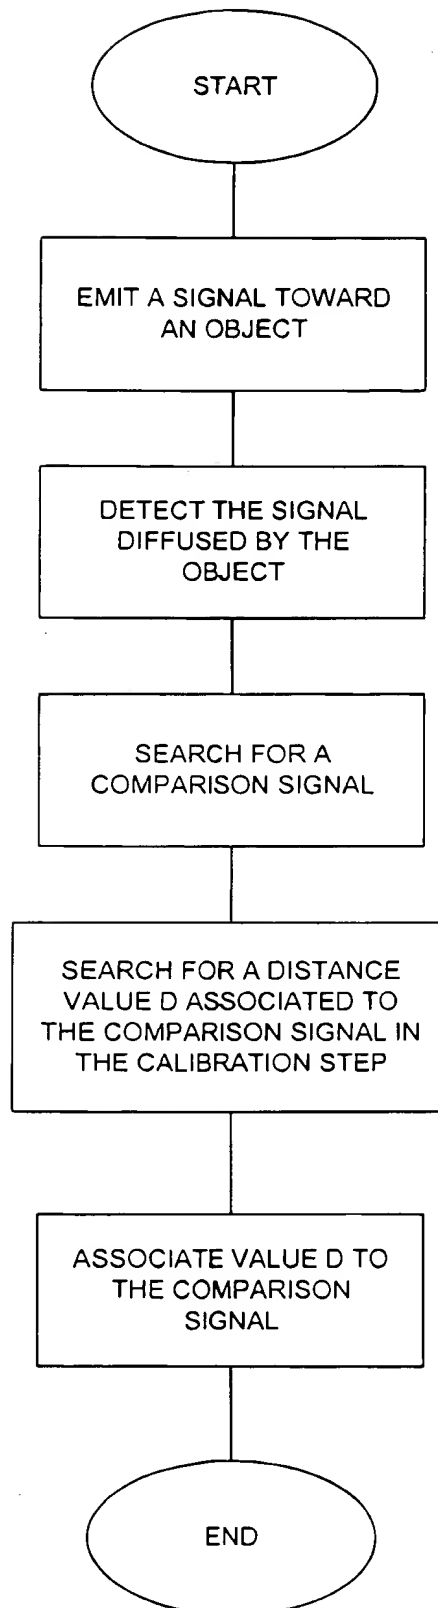 START
EMIT A SIGNAL TOWARD
AN OBJECT
DETECT THE SIGNAL
DIFFUSED BY THE
OBJECT
SEARCH FOR A
COMPARISON SIGNAL
SEARCH FOR A DISTANCE
VALUE D ASSOCIATED TO
THE COMPARISON SIGNAL IN
THE CALIBRATION STEP
ASSOCIATE VALUE D TO
THE COMPARISON
SIGNAL
END